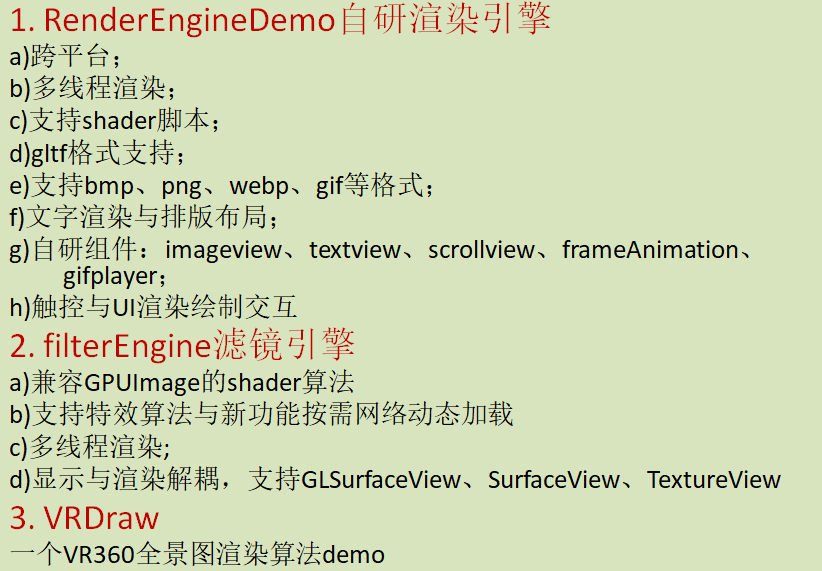 1. RenderEngineDemo自研渲染引擎
a)跨平台；
b)多线程渲染；
c)支持shader脚本；
d)gltf格式支持；
e)支持bmp、png、webp、gif等格式；
f)文字渲染与排版布局；
g)自研组件：imageview、textview、scrollview、frameAnimation、
gifplayer；
h)触控与UI渲染绘制交互
2. filterEngine滤镜引擎
a)兼容GPUImage的shader算法
b)支持特效算法与新功能按需网络动态加载
c)多线程渲染;
d)显示与渲染解耦，支持GLSurfaceView、SurfaceView、TextureView
3. VRDraw
一个VR360全景图渲染算法demo